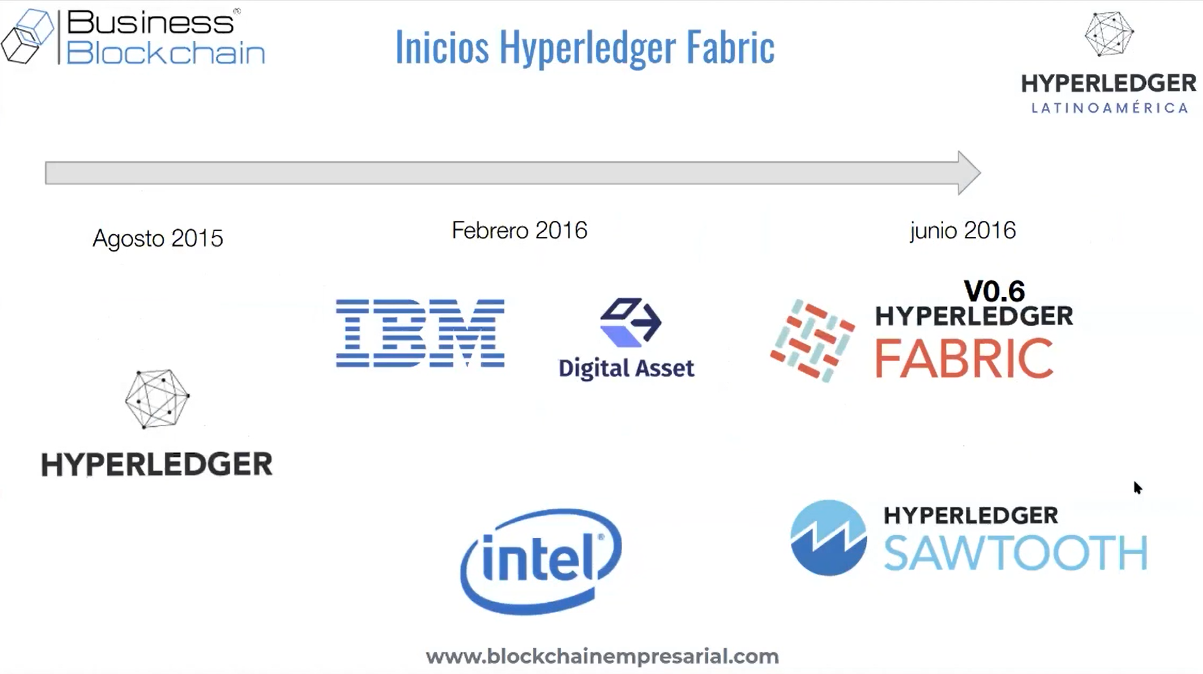 Business
Blockchain
Inicios Hyperledger Fabric
HYPERLEDGER
LATINOAMÉRICA
Agosto 2015
Febrero 2016
junio 2016
IBM
Digital Asset
V0.6
HYPERLEDGER
FABRIC
HYPERLEDGER
intel
HYPERLEDGER
SAWTOOTH
www.blockchainempresarial.com